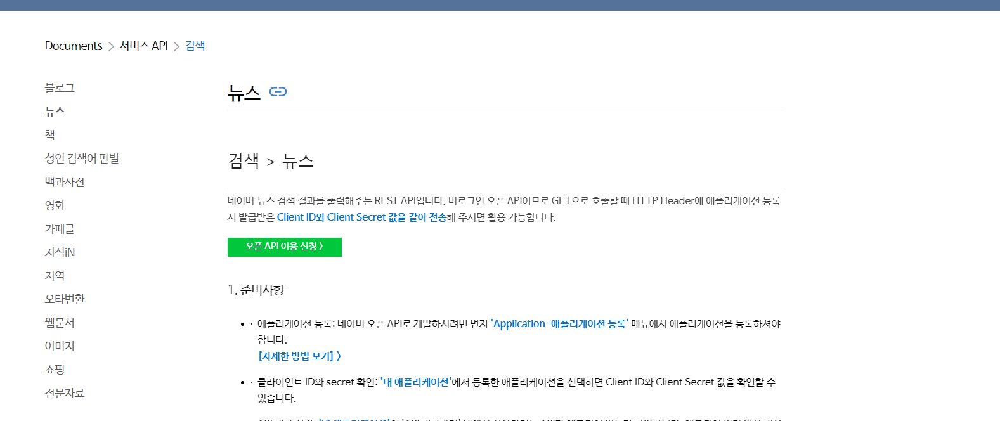 Documents > 서비스 API > 검색
블로그
뉴스
책
성인 검색어 판별
백과사전
영화
카페글
지식iN
지역
오타변환
웹문서
이미지
쇼핑
전문자료
뉴스
검색 > 뉴스
네이버 뉴스 검색 결과를 출력해주는 REST API입니다. 비로그인 오픈 API이므로 GET으로 호출할 때 HTTP Header에 애플리케이션 등록
시 발급받은 Client ID와 Client Secret 값을 같이 전송해 주시면 활용 가능합니다.
오픈 API 이용 신청 >
1. 준비사항
• · 애플리케이션 등록: 네이버 오픈 API로 개발하시려면 먼저 'Application-애플리케이션 등록' 메뉴에서 애플리케이션을 등록하셔야
합니다.
[자세한 방법 보기] >
• · 클라이언트 ID와 secret 확인: '내 애플리케이션'에서 등록한 애플리케이션을 선택하면 Client ID와 Client Secret 값을 확인할 수
있습니다.